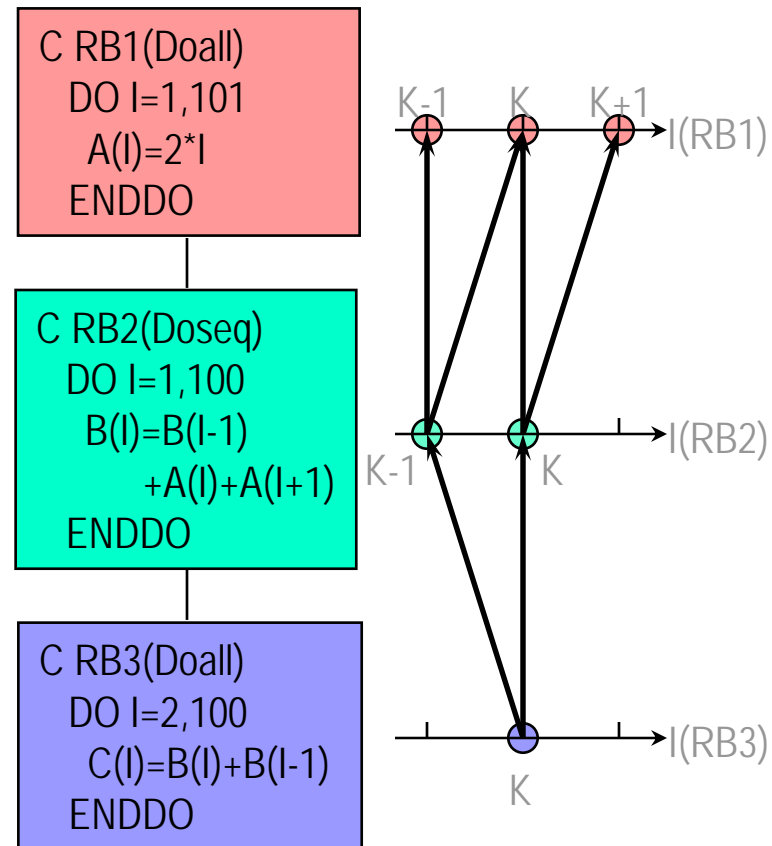 C RB1(Doall)
DO I=1,101
A(I)=2*I
ENDDO
K-1 K K+1
I(RB1)
C RB2(Doseq)
DO I=1,100
B(I)=B(I-1)
+A(I)+A(I+1)
ENDDO
I(RB2)
K-1 K
C RB3(Doall)
DO I=2,100
C(I)=B(I)+B(I-1)
ENDDO
I(RB3)
K